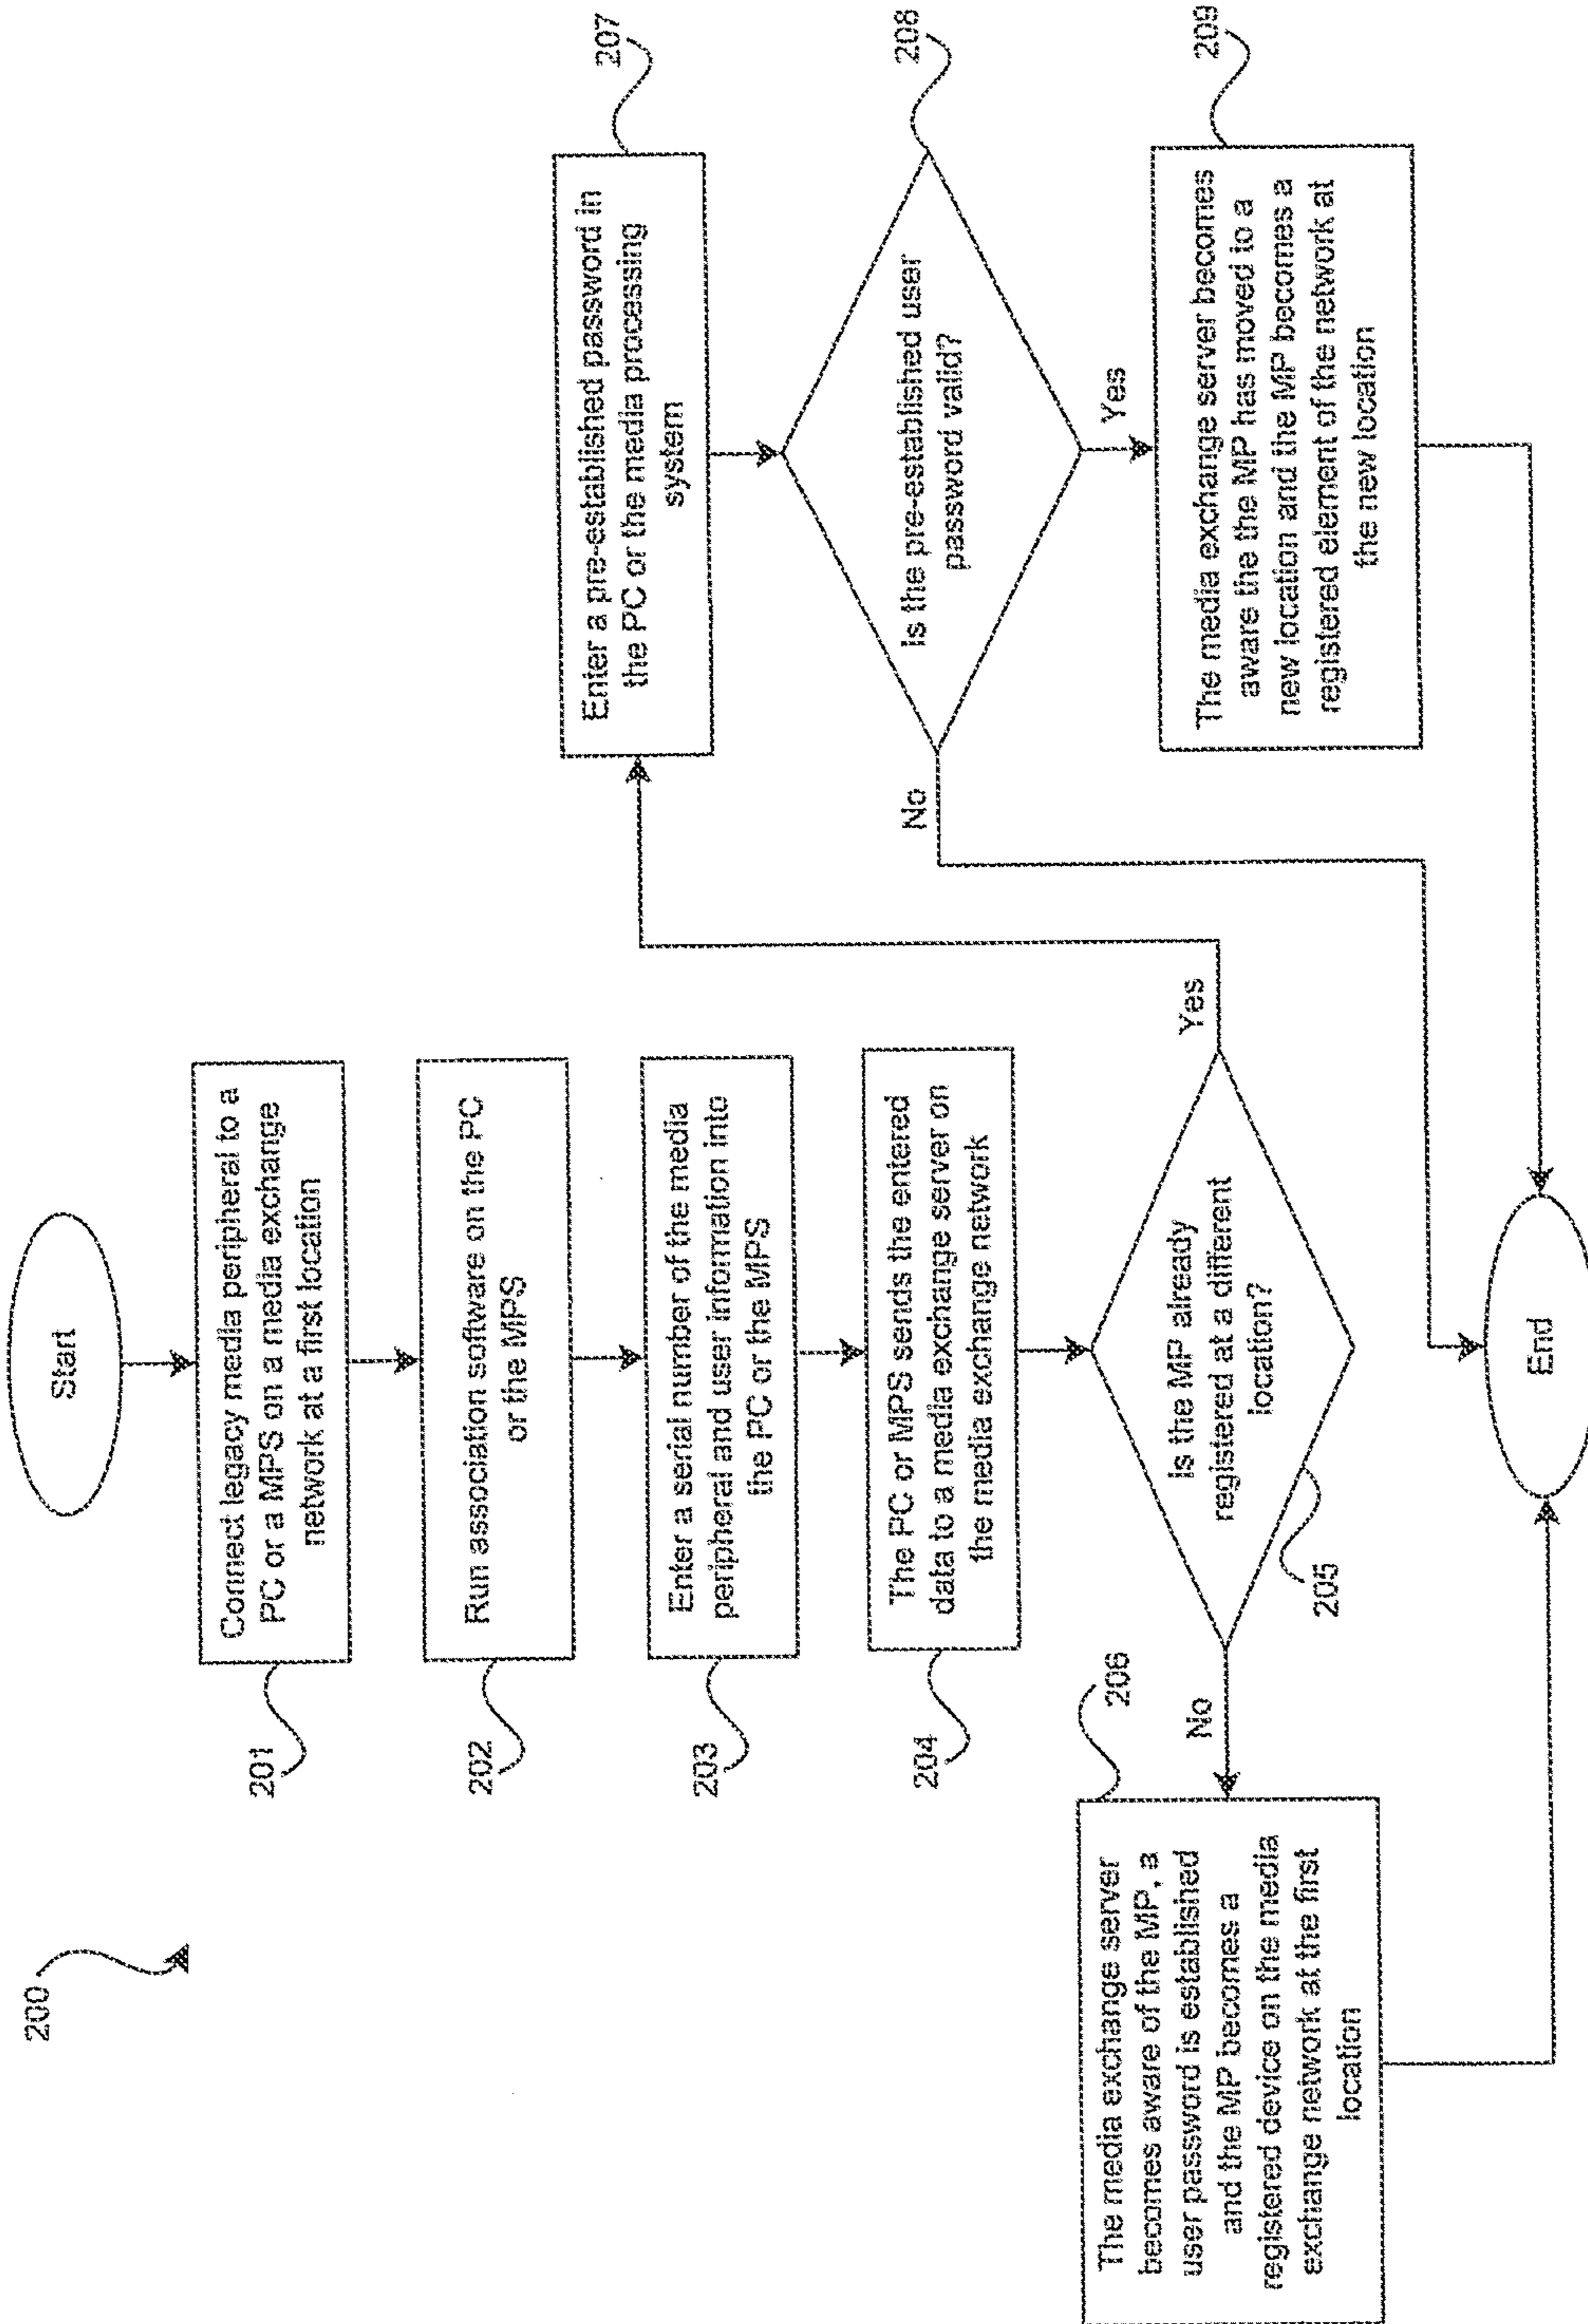 200
Start
201
Connect legacy media peripheral to a
PC or a MPS on a media exchange
network at a first location
202
Run association software on the PC
or the MPS
203
Enter a serial number of the media
peripheral and user information into
the PC or the MPS
204
The PC or MPS sends the entered
data to a media exchange server on
the media exchange network
Is the MP already
registered at a different
location?
205
No
Yes
206
The media exchange server
becomes aware of the MP, a
user password is established
and the MP becomes a
registered device on the media
exchange network at the first
location
207
Enter a pre-established password in
the PC or the media processing
system
208
Is the pre-established user
password valid?
No
Yes
209
The media exchange server becomes
aware the the MP has moved to a
new location and the MP becomes a
registered element of the network at
the new location
End